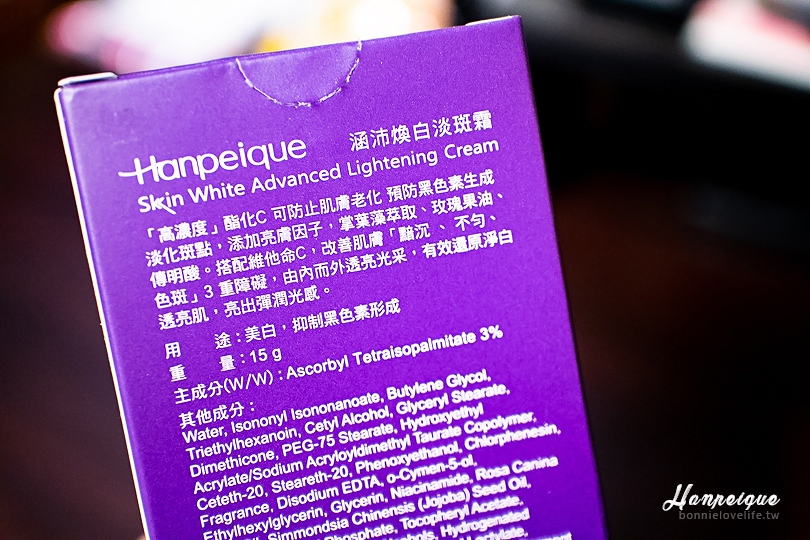 Hanpeique 涵沛煥白淡斑霜
Skin White Advanced Lightening Cream
「高濃度」酯化C 可防止肌膚老化 預防黑色素生成
淡化斑點，添加亮膚因子，掌葉藻萃取、玫瑰果油、
傳明酸。搭配維他命C，改善肌膚「黯沉 、 不勻、
色斑」3 重障礙，由內而外透亮光采，有效還原淨白
透亮肌，亮出彈潤光感。
用 途：美白，抑制黑色素形成
重 量：15 g
主成分(W/W)：Ascorbyl Tetraisopalmitate 3%
其他成分：
Water, Isononyl Isononanoate, Butylene Glycol,
Triethylhexanoin, Cetyl Alcohol, Glyceryl Stearate,
Dimethicone, PEG-75 Stearate, Hydroxyethyl
Acrylate/Sodium Acryloyldimethyl Taurate Copolymer,
Ceteth-20, Steareth-20, Phenoxyethanol, Chlorphenesin,
Fragrance, Disodium EDTA, o-Cymen-5-ol,
Ethylhexylglycerin, Glycerin, Niacinamide, Rosa Canina
Simmondsia Chinensis (Jojoba) Seed Oil,
Phosphate, Tocopheryl Acetate,
Hydrogenated
Lactylate,
Hanpeique
bonnielovelife.tw